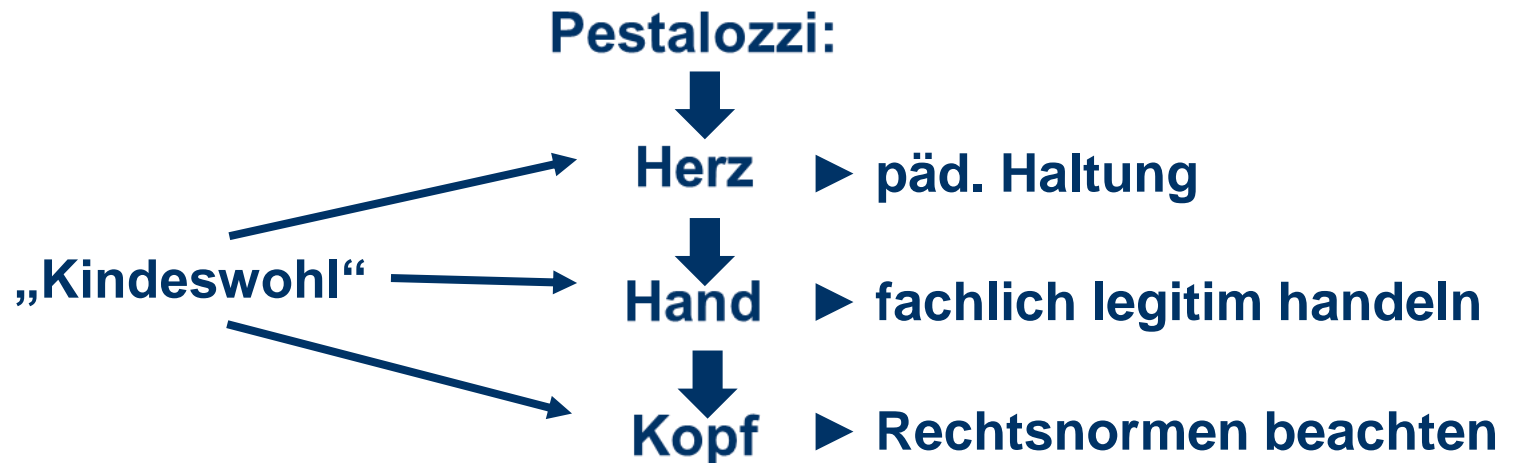 Pestalozzi:
Herz ► päd. Haltung
„Kindeswohl“
Hand ► fachlich legitim handeln
Kopf ► Rechtsnormen beachten